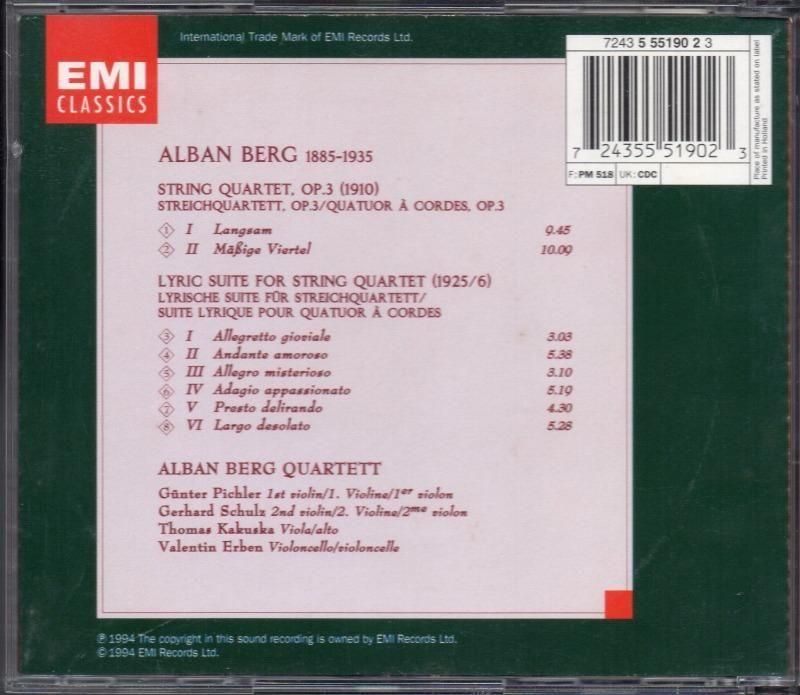 EMI
CLASSICS
International Trade Mark of EMI Records Ltd.
7243 5 55190 2 3
7 24355 51902 3
F: PM 518 UK: CDC
Place of manufacture as stated on label
Printed in Holland
ALBAN BERG 1885-1935
STRING QUARTET, OP.3 (1910)
STREICHQUARTETT, OP.3/QUATUOR À CORDES, OP.3
1 I Langsam 9.45
2 II Mäßige Viertel 10.09
LYRIC SUITE FOR STRING QUARTET (1925/6)
LYRISCHE SUITE FÜR STREICHQUARTETT/
SUITE LYRIQUE POUR QUATUOR À CORDES
3 I Allegretto gioviale 3.03
4 II Andante amoroso 5.38
5 III Allegro misterioso 3.10
6 IV Adagio appassionato 5.19
7 V Presto delirando 4.30
8 VI Largo desolato 5.28
ALBAN BERG QUARTETT
Günter Pichler 1st violin/1. Violine/1er violon
Gerhard Schulz 2nd violin/2. Violine/2me violon
Thomas Kakuska Viola/alto
Valentin Erben Violoncello/violoncelle
℗ 1994 The copyright in this sound recording is owned by EMI Records Ltd.
© 1994 EMI Records Ltd.